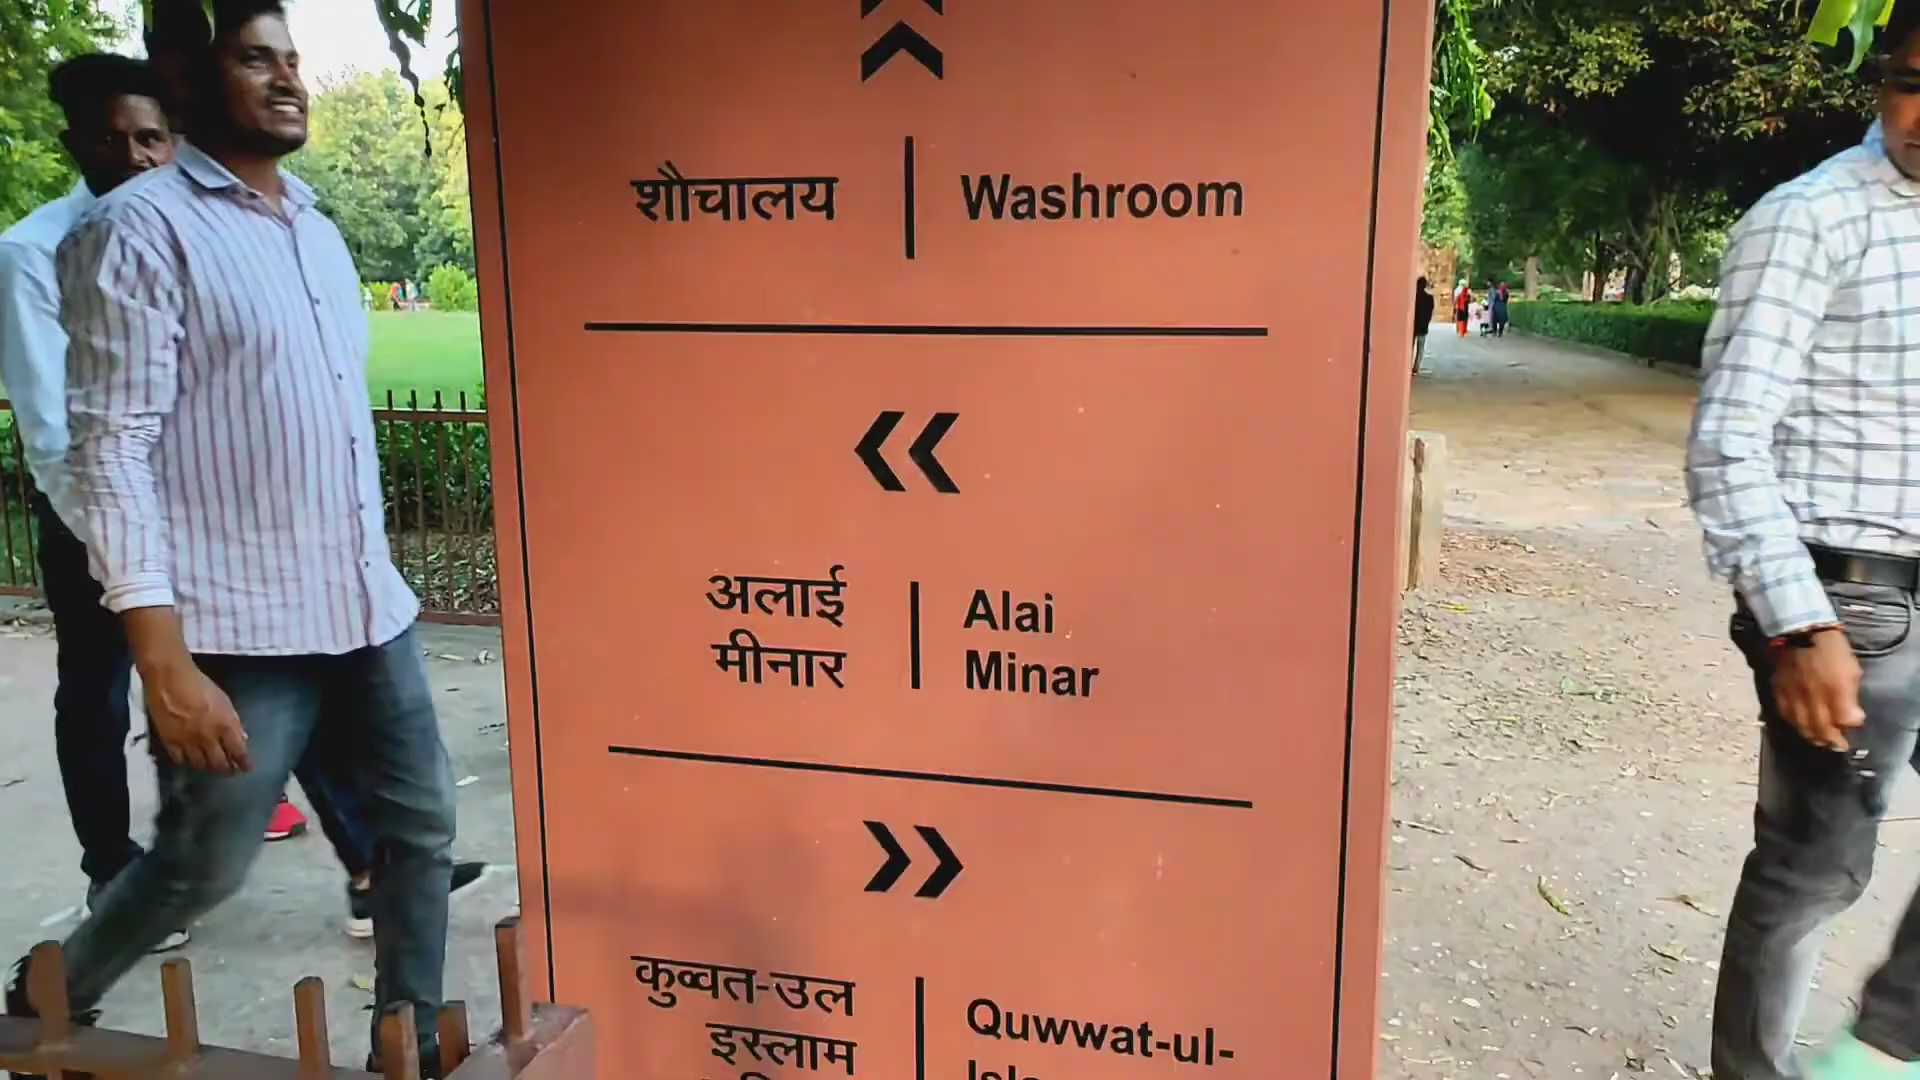 शौचालय | Washroom
अलाई | Alai
मीनार | Minar
कुव्वत-उल | Quwwat-ul-
इस्लाम